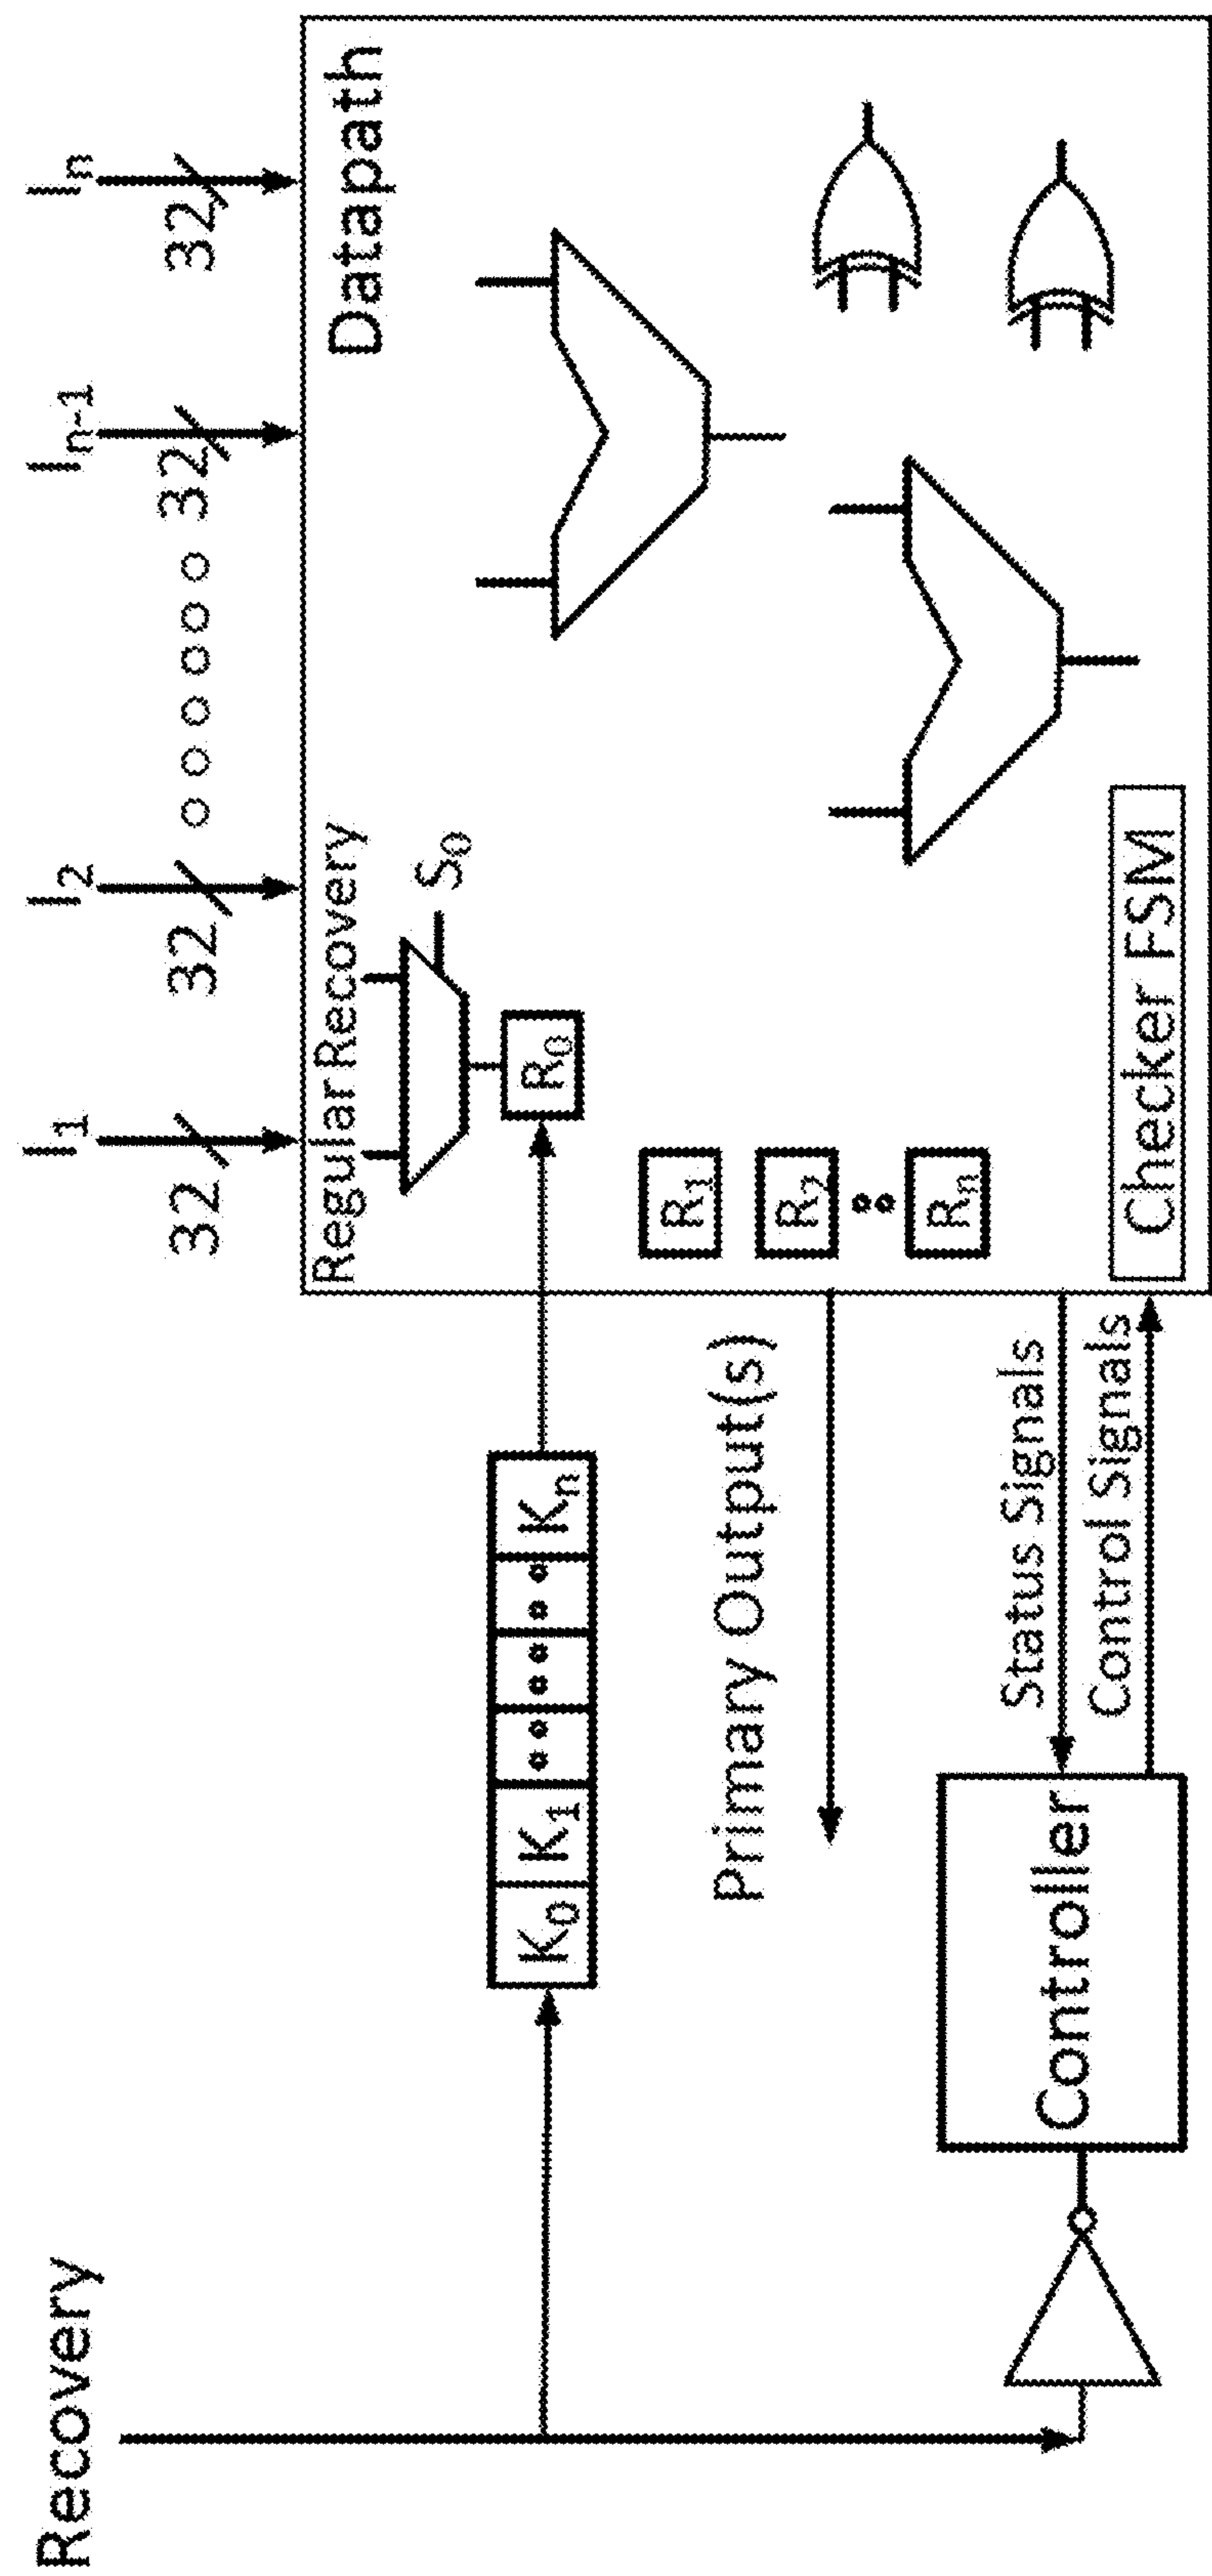 Recovery
I1
I2
In-1
In
32
32
32
32
Datapath
Regular Recovery
S0
R0
K0 K1 Kn
R1
R2
Rn
Primary Output(s)
Status Signals
Control Signals
Controller
Checker FSM